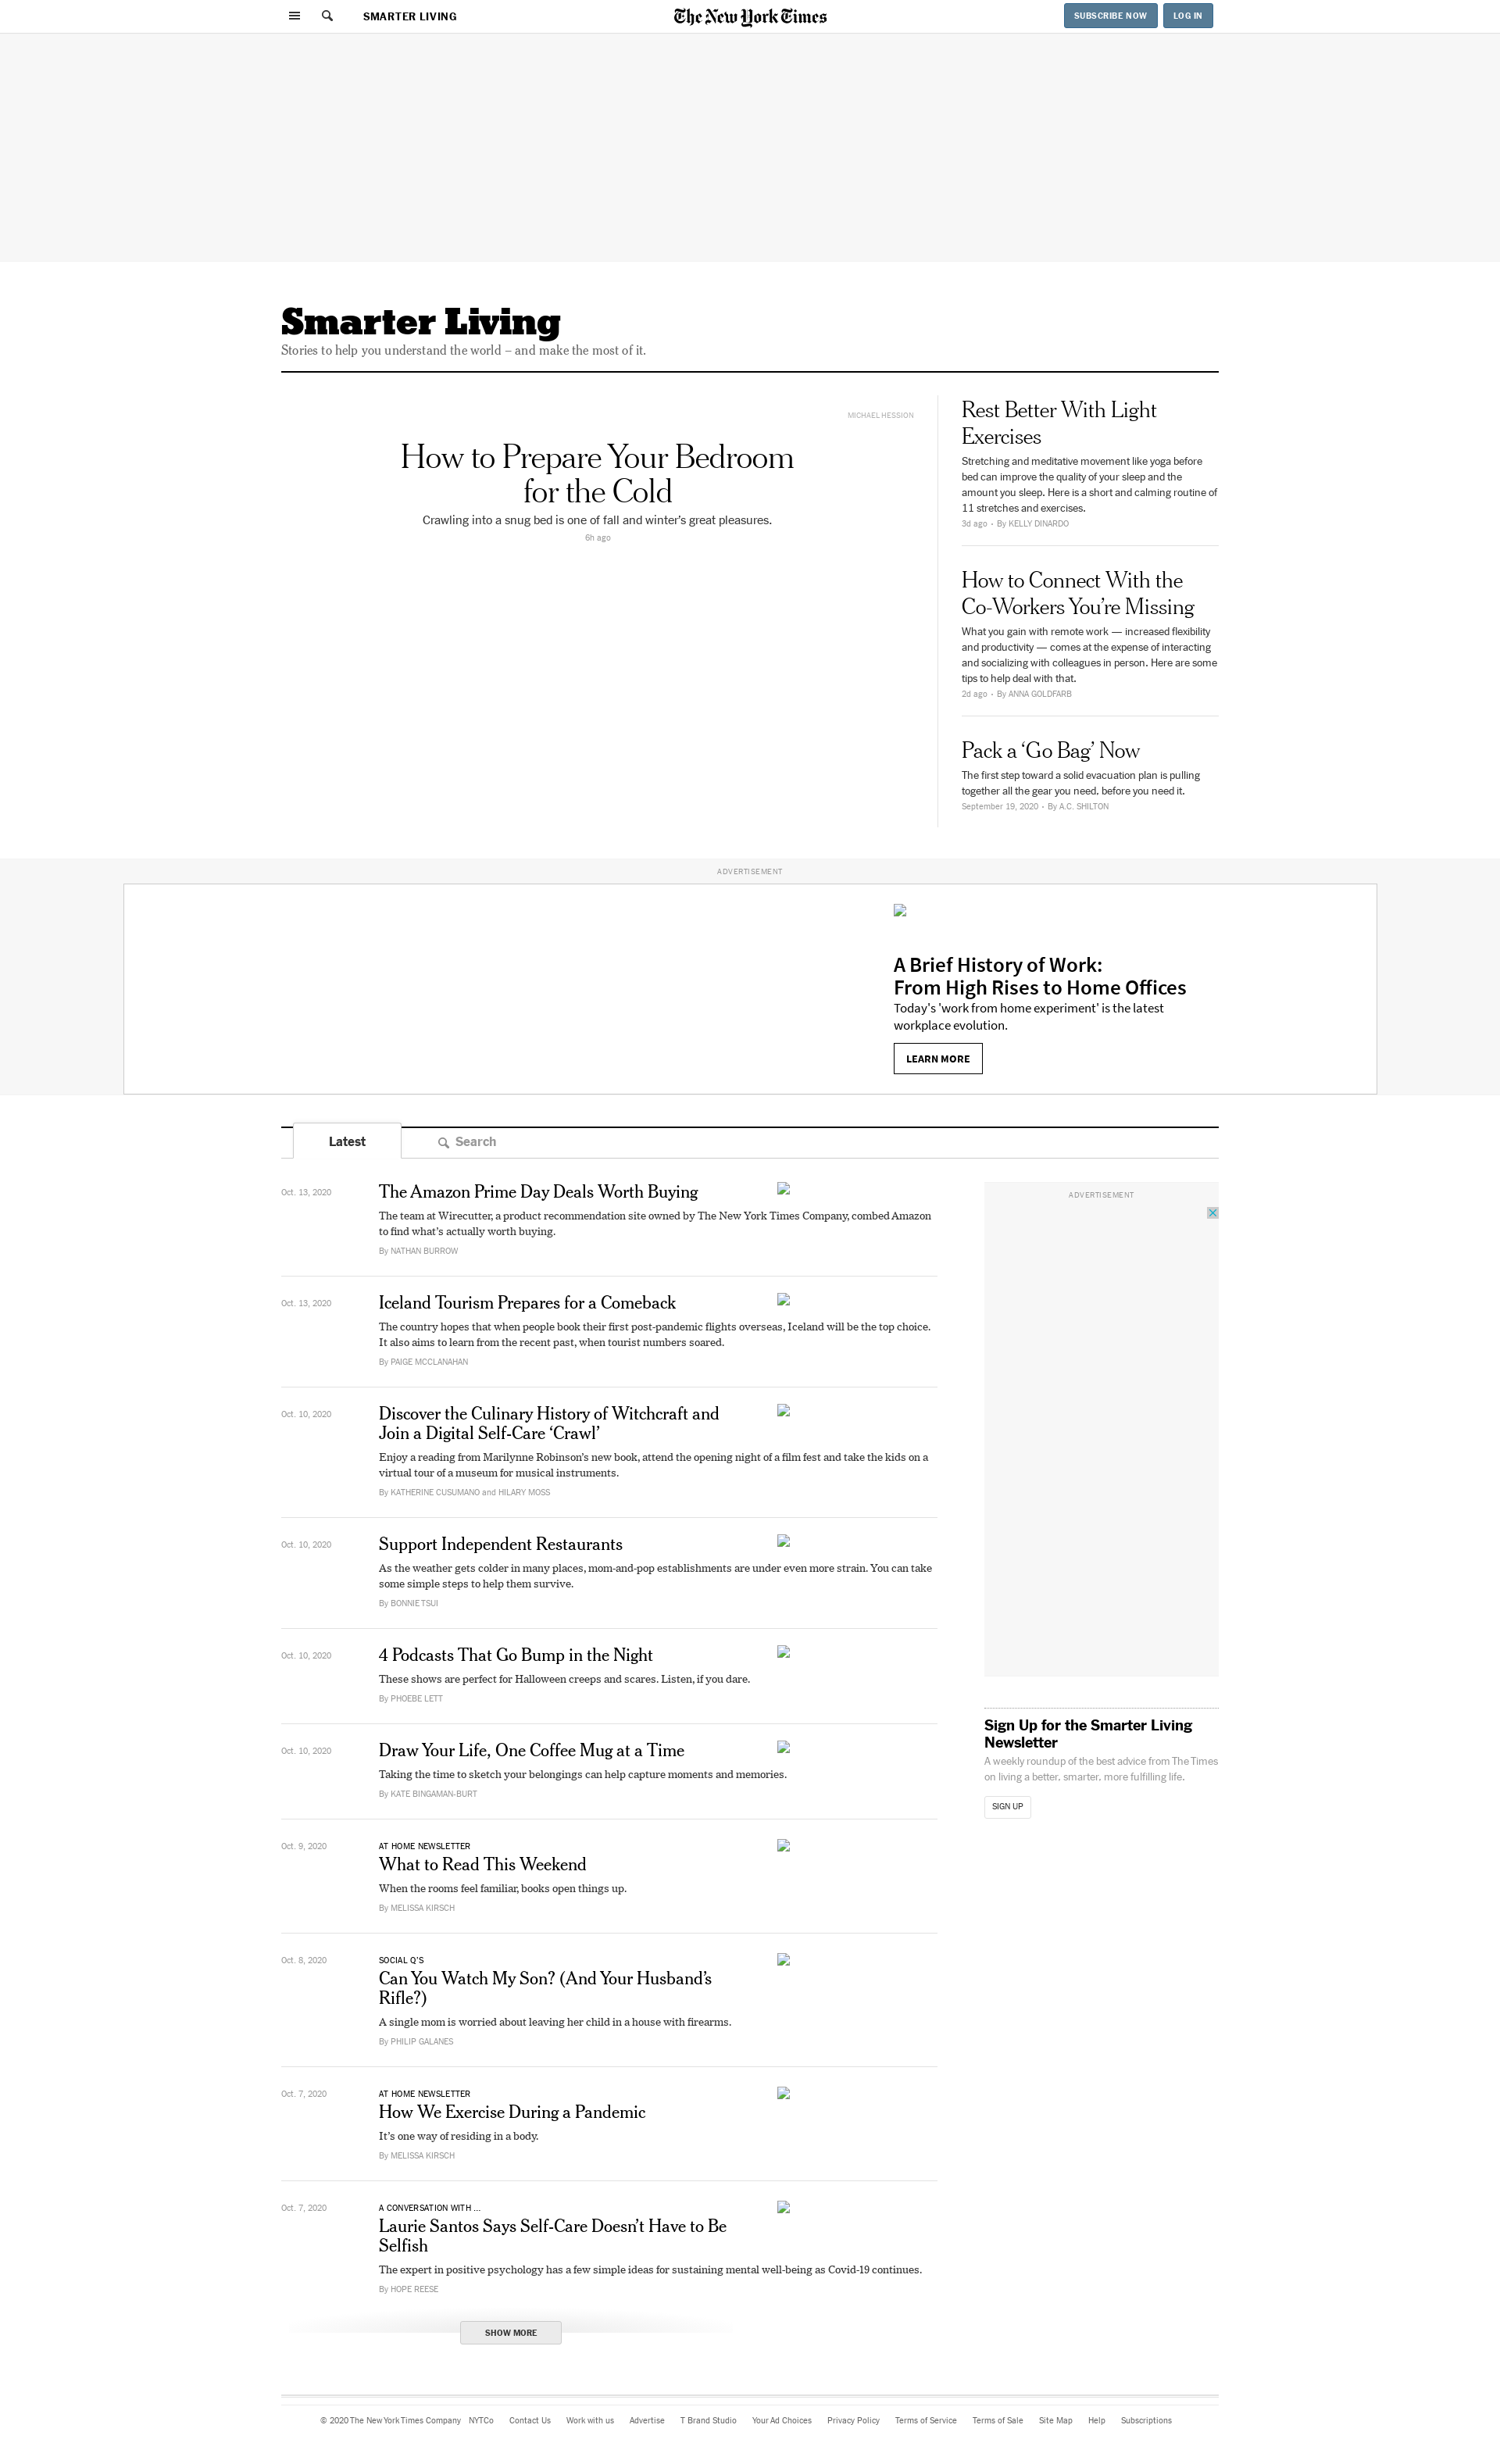 SMARTER LIVING
The New York Times
SUBSCRIBE NOW
LOG IN
Smarter Living
Stories to help you understand the world – and make the most of it.
MICHAEL HESSION
How to Prepare Your Bedroom
for the Cold
Crawling into a snug bed is one of fall and winter’s great pleasures.
6h ago
Rest Better With Light
Exercises
Stretching and meditative movement like yoga before
bed can improve the quality of your sleep and the
amount you sleep. Here is a short and calming routine of
11 stretches and exercises.
3d ago • By KELLY DINARDO
How to Connect With the
Co-Workers You’re Missing
What you gain with remote work — increased flexibility
and productivity — comes at the expense of interacting
and socializing with colleagues in person. Here are some
tips to help deal with that.
2d ago • By ANNA GOLDFARB
Pack a ‘Go Bag’ Now
The first step toward a solid evacuation plan is pulling
together all the gear you need, before you need it.
September 19, 2020 • By A.C. SHILTON
ADVERTISEMENT
A Brief History of Work:
From High Rises to Home Offices
Today's 'work from home experiment' is the latest
workplace evolution.
LEARN MORE
Latest
Search
Oct. 13, 2020
The Amazon Prime Day Deals Worth Buying
The team at Wirecutter, a product recommendation site owned by The New York Times Company, combed Amazon
to find what’s actually worth buying.
By NATHAN BURROW
Oct. 13, 2020
Iceland Tourism Prepares for a Comeback
The country hopes that when people book their first post-pandemic flights overseas, Iceland will be the top choice.
It also aims to learn from the recent past, when tourist numbers soared.
By PAIGE MCCLANAHAN
Oct. 10, 2020
Discover the Culinary History of Witchcraft and
Join a Digital Self-Care ‘Crawl’
Enjoy a reading from Marilynne Robinson’s new book, attend the opening night of a film fest and take the kids on a
virtual tour of a museum for musical instruments.
By KATHERINE CUSUMANO and HILARY MOSS
Oct. 10, 2020
Support Independent Restaurants
As the weather gets colder in many places, mom-and-pop establishments are under even more strain. You can take
some simple steps to help them survive.
By BONNIE TSUI
Oct. 10, 2020
4 Podcasts That Go Bump in the Night
These shows are perfect for Halloween creeps and scares. Listen, if you dare.
By PHOEBE LETT
Oct. 10, 2020
Draw Your Life, One Coffee Mug at a Time
Taking the time to sketch your belongings can help capture moments and memories.
By KATE BINGAMAN-BURT
Oct. 9, 2020
AT HOME NEWSLETTER
What to Read This Weekend
When the rooms feel familiar, books open things up.
By MELISSA KIRSCH
Oct. 8, 2020
SOCIAL Q’S
Can You Watch My Son? (And Your Husband’s
Rifle?)
A single mom is worried about leaving her child in a house with firearms.
By PHILIP GALANES
Oct. 7, 2020
AT HOME NEWSLETTER
How We Exercise During a Pandemic
It’s one way of residing in a body.
By MELISSA KIRSCH
Oct. 7, 2020
A CONVERSATION WITH ...
Laurie Santos Says Self-Care Doesn’t Have to Be
Selfish
The expert in positive psychology has a few simple ideas for sustaining mental well-being as Covid-19 continues.
By HOPE REESE
SHOW MORE
ADVERTISEMENT
Sign Up for the Smarter Living
Newsletter
A weekly roundup of the best advice from The Times
on living a better, smarter, more fulfilling life.
SIGN UP
© 2020 The New York Times Company NYTCo Contact Us Work with us Advertise T Brand Studio Your Ad Choices Privacy Policy Terms of Service Terms of Sale Site Map Help Subscriptions